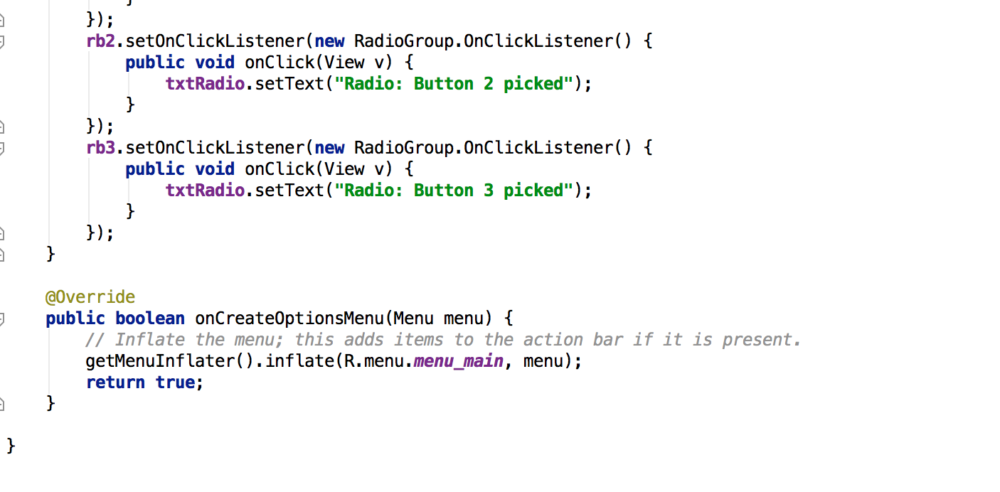 }
});
rb2.setOnClickListener(new RadioGroup.OnClickListener() {
public void onClick(View v) {
txtRadio.setText("Radio: Button 2 picked");
}
});
rb3.setOnClickListener(new RadioGroup.OnClickListener() {
public void onClick(View v) {
txtRadio.setText("Radio: Button 3 picked");
}
});
}
@Override
public boolean onCreateOptionsMenu(Menu menu) {
// Inflate the menu; this adds items to the action bar if it is present.
getMenuInflater().inflate(R.menu.menu_main, menu);
return true;
}
}